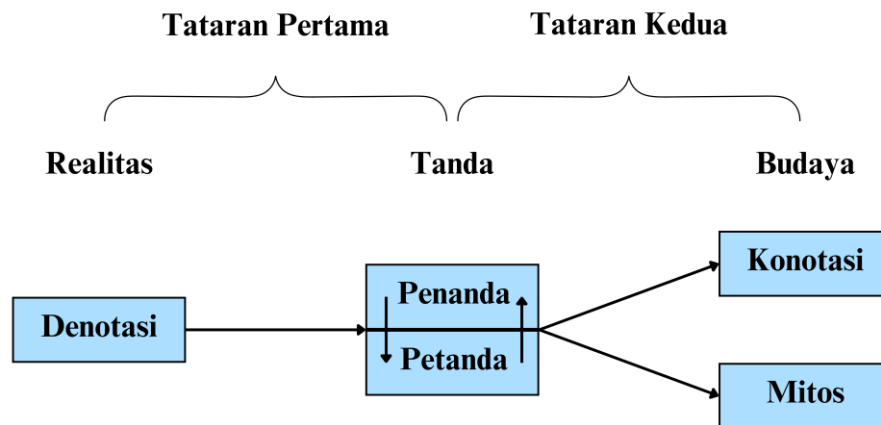 Tataran Pertama
Tataran Kedua
Realitas
Tanda
Budaya
Denotasi
Penanda
Petanda
Konotasi
Mitos